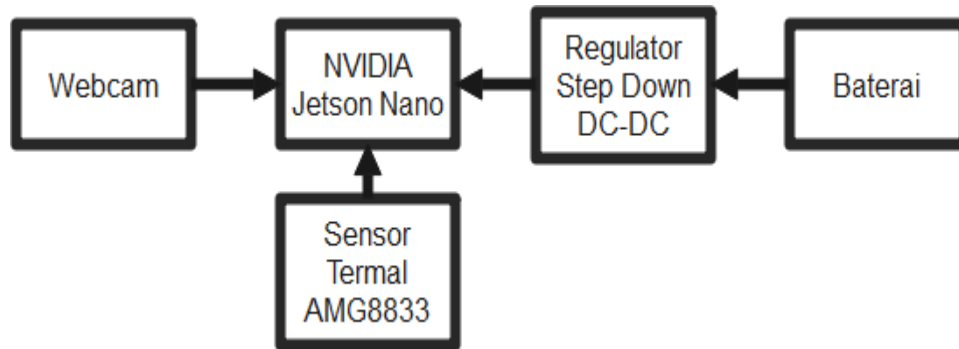 Webcam
NVIDIA
Jetson Nano
Regulator
Step Down
DC-DC
Baterai
Sensor
Termal
AMG8833